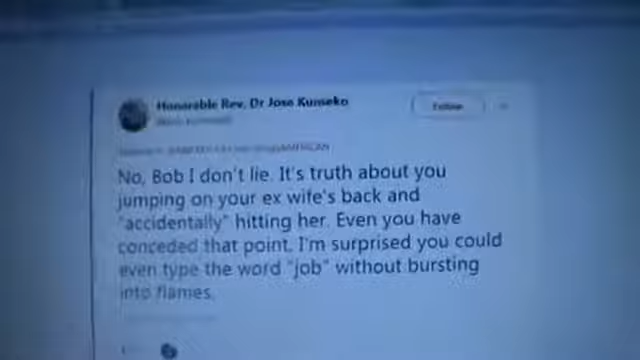 Honorable Rev. Dr Jose Kunseko
Follow
No, Bob I don't lie. It's truth about you
jumping on your ex wife's back and
"accidentally" hitting her. Even you have
conceded that point. I'm surprised you could
even type the word "job" without bursting
into flames.